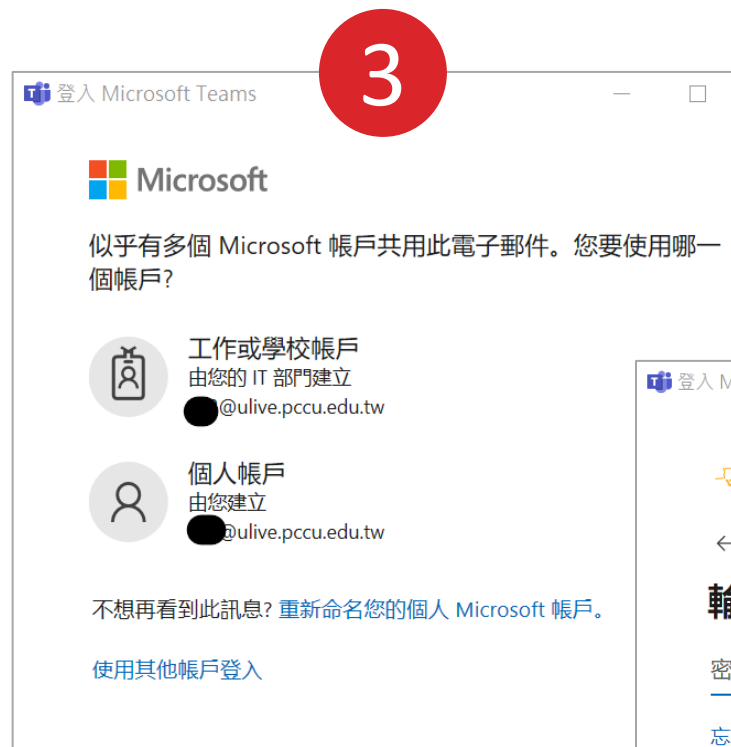 3
登入 Microsoft Teams
Microsoft
似乎有多個 Microsoft 帳戶共用此電子郵件。您要使用哪一
個帳戶?
工作或學校帳戶
由您的 IT 部門建立
@ulive.pccu.edu.tw
個人帳戶
由您建立
@ulive.pccu.edu.tw
不想再看到此訊息? 重新命名您的個人 Microsoft 帳戶。
使用其他帳戶登入
登入 M
密
忘